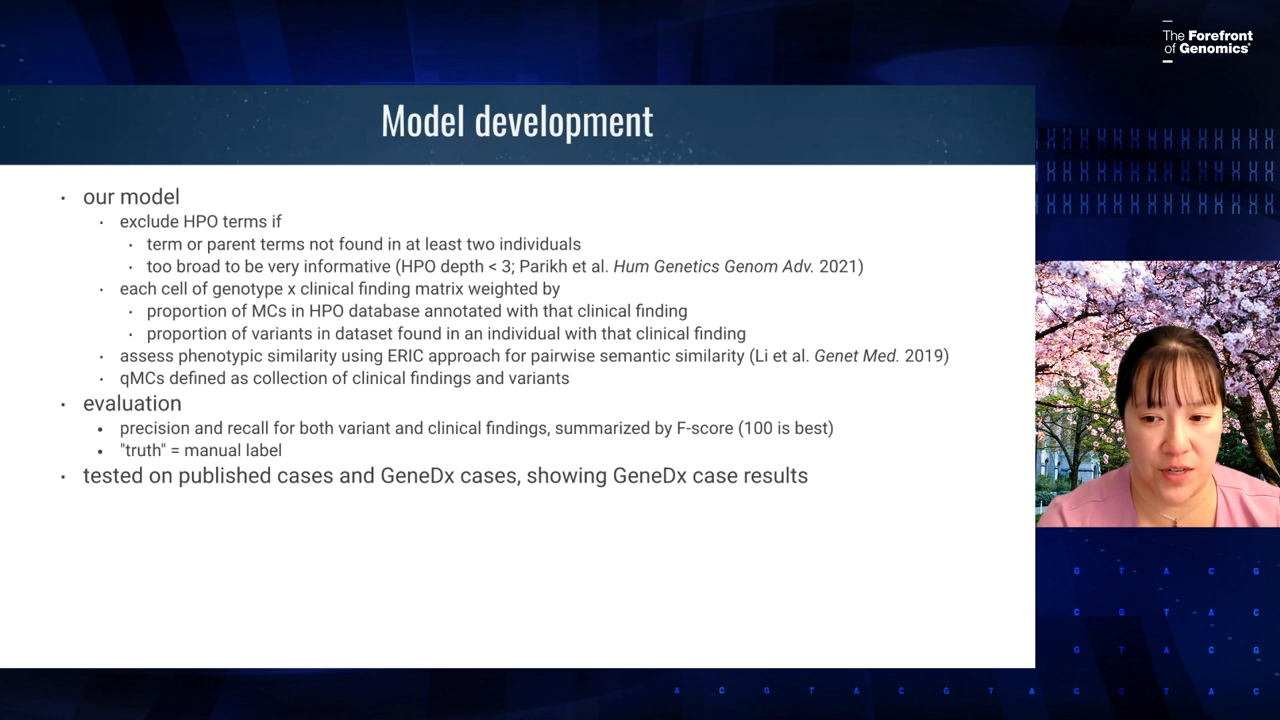 The Forefront
of Genomics®
Model development
• our model
• exclude HPO terms if
• term or parent terms not found in at least two individuals
• too broad to be very informative (HPO depth < 3; Parikh et al. Hum Genetics Genom Adv. 2021)
• each cell of genotype x clinical finding matrix weighted by
• proportion of MCs in HPO database annotated with that clinical finding
• proportion of variants in dataset found in an individual with that clinical finding
• assess phenotypic similarity using ERIC approach for pairwise semantic similarity (Li et al. Genet Med. 2019)
• qMCs defined as collection of clinical findings and variants
• evaluation
• precision and recall for both variant and clinical findings, summarized by F-score (100 is best)
• "truth" = manual label
• tested on published cases and GeneDx cases, showing GeneDx case results
G T A C G
C G T A C
G T A C G
A C G T A C G T A C G T A C